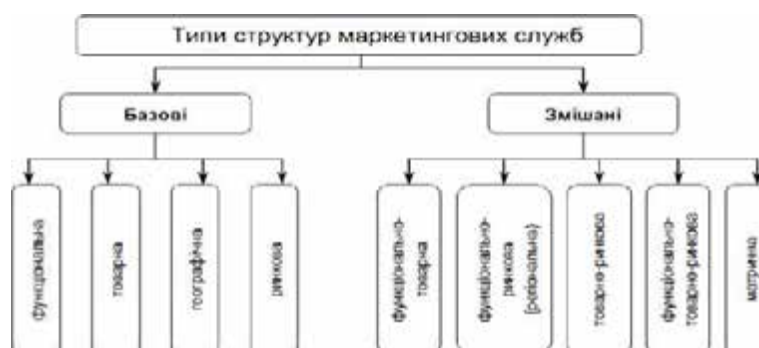 Типи структур маркетингових служб
Базові
Змішані
функціональна
товарна
географічна
ринкова
функціонально-
товарна
функціонально-
ринкова
(регіональна)
товарно-ринкова
функціонально-
товарно-ринкова
матрична